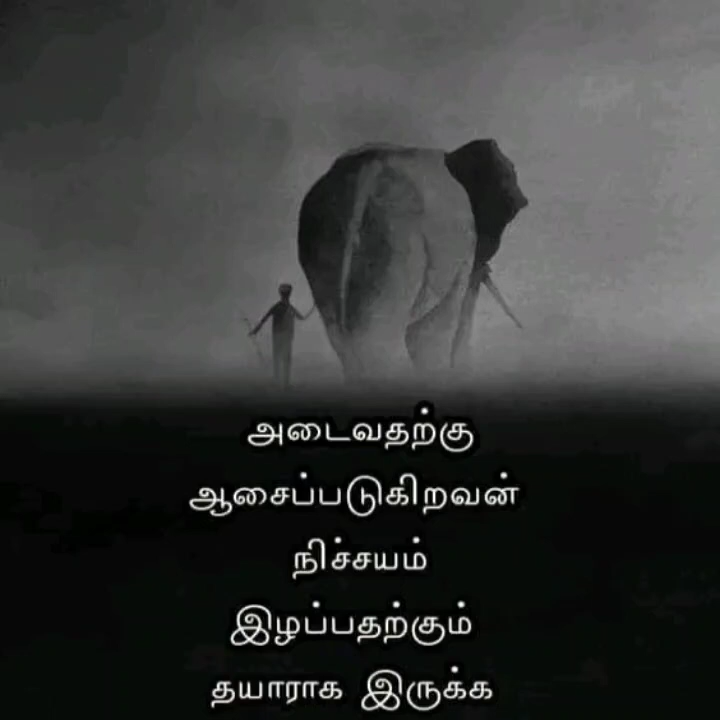 அடைவதற்கு
ஆசைப்படுகிறவன்
நிச்சயம்
இழப்பதற்கும்
தயாராக இருக்க